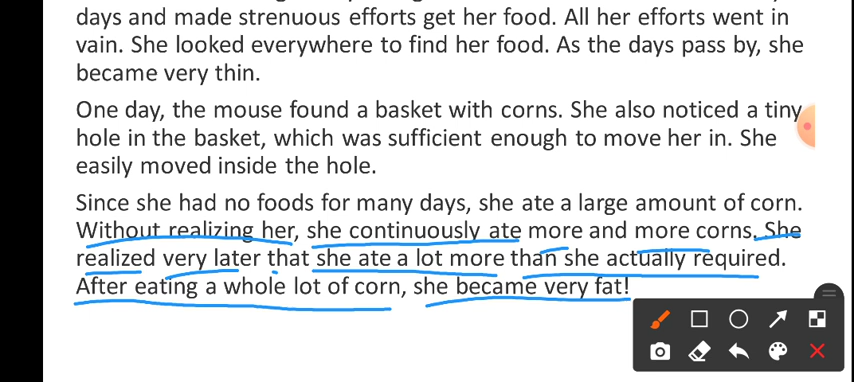 days and made strenuous efforts get her food. All her efforts went in
vain. She looked everywhere to find her food. As the days pass by, she
became very thin.
One day, the mouse found a basket with corns. She also noticed a tiny
hole in the basket, which was sufficient enough to move her in. She
easily moved inside the hole.
Since she had no foods for many days, she ate a large amount of corn.
Without realizing her, she continuously ate more and more corns. She
realized very later that she ate a lot more than she actually required.
After eating a whole lot of corn, she became very fat!